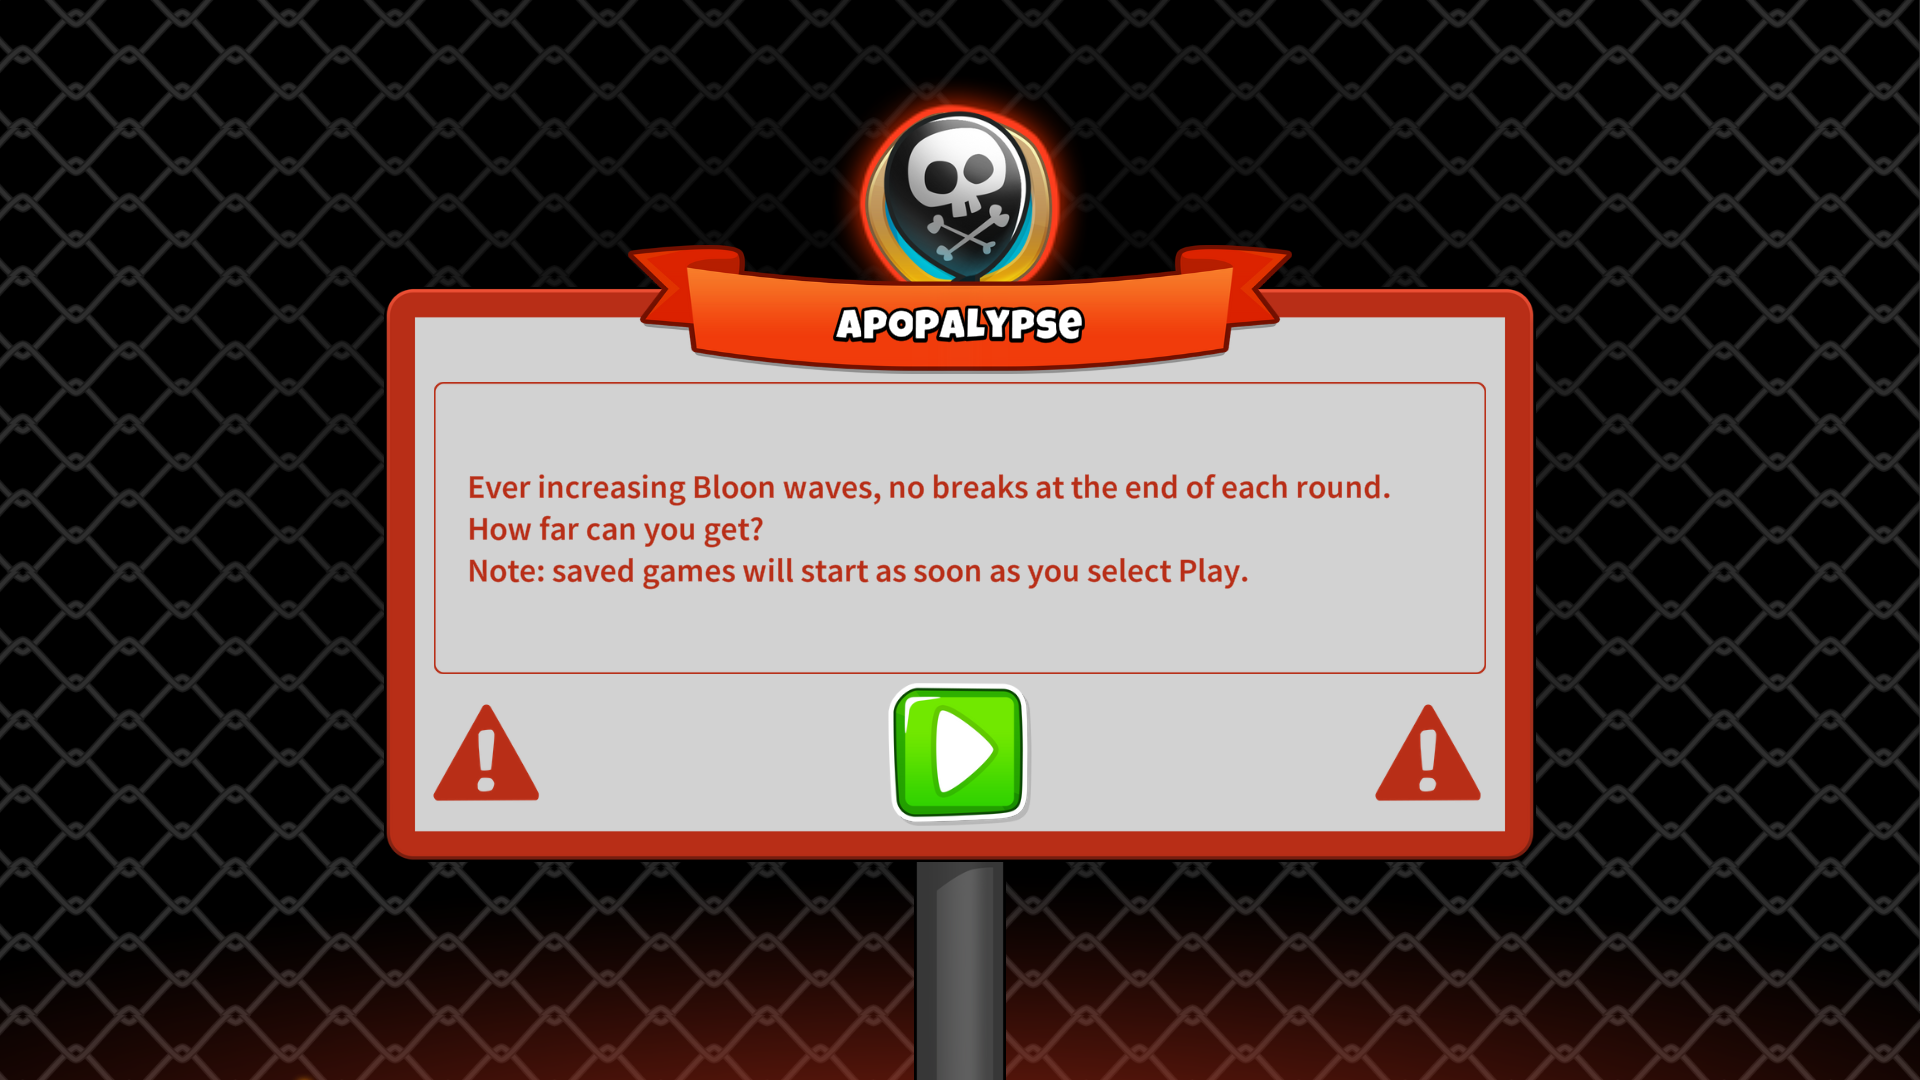 APOPALYPSE
Ever increasing Bloon waves, no breaks at the end of each round.
How far can you get?
Note: saved games will start as soon as you select Play.